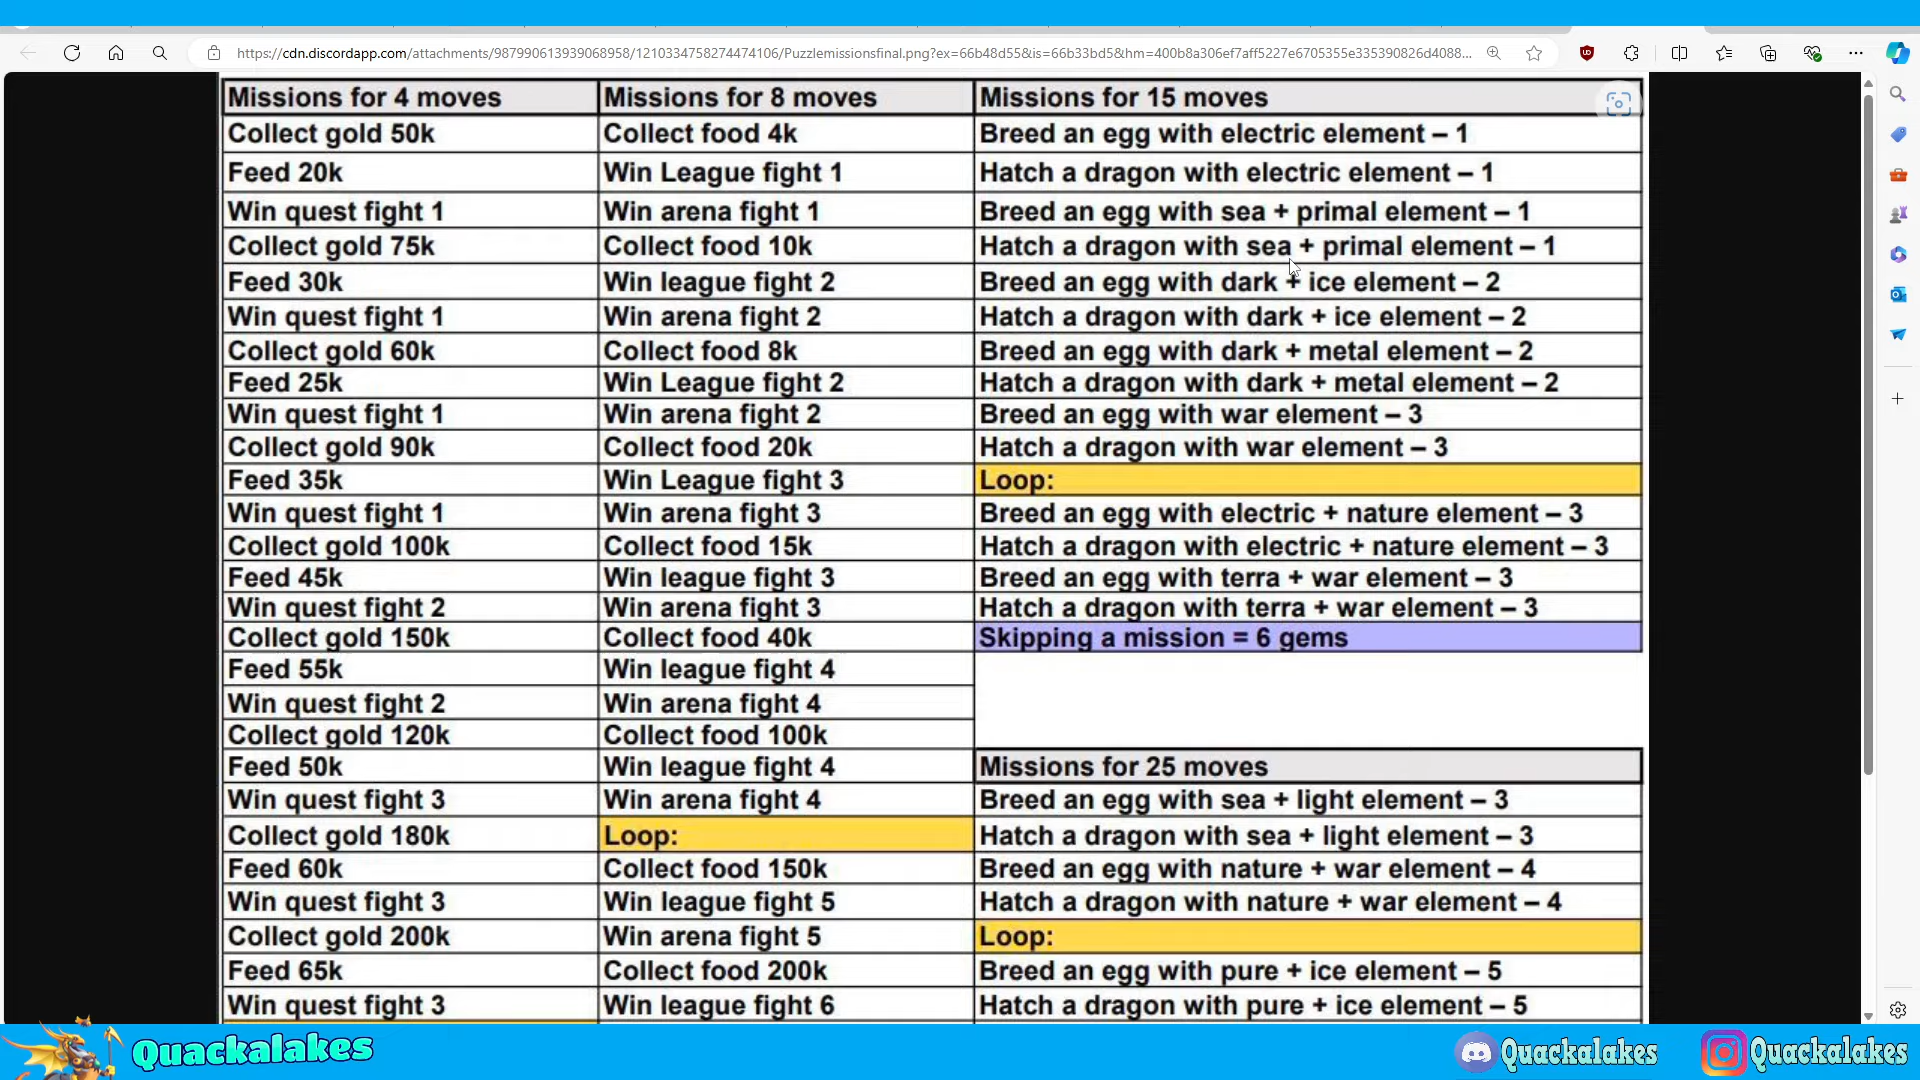 https://cdn.discordapp.com/attachments/987990613939068958/1210334758274474106/Puzzlemissionsfinal.png?ex=66b48d55&is=66b33bd5&hm=400b8a306ef7aff5227e6705355e335390826d4088...
Missions for 4 moves Missions for 8 moves Missions for 15 moves
Collect gold 50k Collect food 4k Breed an egg with electric element – 1
Feed 20k Win League fight 1 Hatch a dragon with electric element – 1
Win quest fight 1 Win arena fight 1 Breed an egg with sea + primal element – 1
Collect gold 75k Collect food 10k Hatch a dragon with sea + primal element – 1
Feed 30k Win league fight 2 Breed an egg with dark + ice element – 2
Win quest fight 1 Win arena fight 2 Hatch a dragon with dark + ice element – 2
Collect gold 60k Collect food 8k Breed an egg with dark + metal element – 2
Feed 25k Win League fight 2 Hatch a dragon with dark + metal element – 2
Win quest fight 1 Win arena fight 2 Breed an egg with war element – 3
Collect gold 90k Collect food 20k Hatch a dragon with war element – 3
Feed 35k Win League fight 3 Loop:
Win quest fight 1 Win arena fight 3 Breed an egg with electric + nature element – 3
Collect gold 100k Collect food 15k Hatch a dragon with electric + nature element – 3
Feed 45k Win league fight 3 Breed an egg with terra + war element – 3
Win quest fight 2 Win arena fight 3 Hatch a dragon with terra + war element – 3
Collect gold 150k Collect food 40k Skipping a mission = 6 gems
Feed 55k Win league fight 4
Win quest fight 2 Win arena fight 4
Collect gold 120k Collect food 100k
Feed 50k Win league fight 4 Missions for 25 moves
Win quest fight 3 Win arena fight 4 Breed an egg with sea + light element – 3
Collect gold 180k Loop: Hatch a dragon with sea + light element – 3
Feed 60k Collect food 150k Breed an egg with nature + war element – 4
Win quest fight 3 Win league fight 5 Hatch a dragon with nature + war element – 4
Collect gold 200k Win arena fight 5 Loop:
Feed 65k Collect food 200k Breed an egg with pure + ice element – 5
Win quest fight 3 Win league fight 6 Hatch a dragon with pure + ice element – 5
Quackalakes Quackalakes Quackalakes